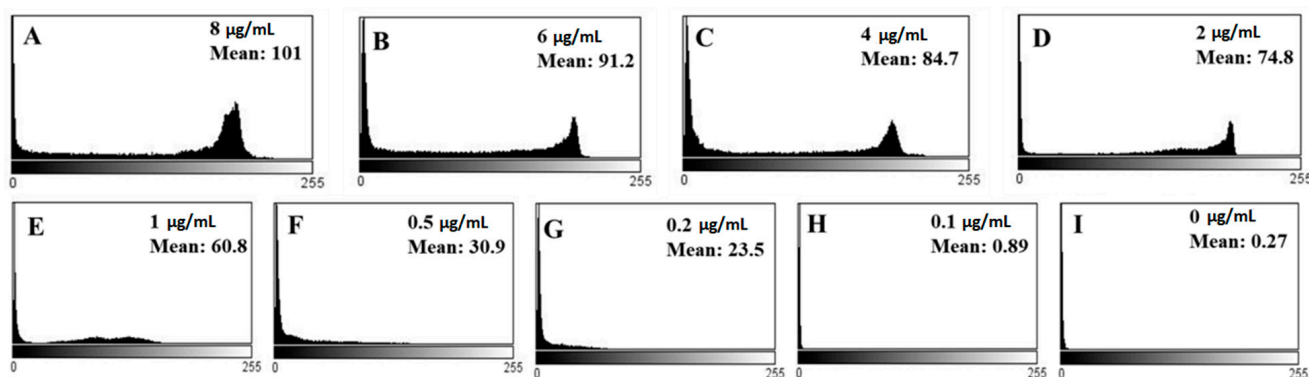 A
8 µg/mL
Mean: 101
0
255
B
6 µg/mL
Mean: 91.2
0
255
C
4 µg/mL
Mean: 84.7
0
255
D
2 µg/mL
Mean: 74.8
0
255
E
1 µg/mL
Mean: 60.8
0
255
F
0.5 µg/mL
Mean: 30.9
0
255
G
0.2 µg/mL
Mean: 23.5
0
255
H
0.1 µg/mL
Mean: 0.89
0
255
I
0 µg/mL
Mean: 0.27
0
255